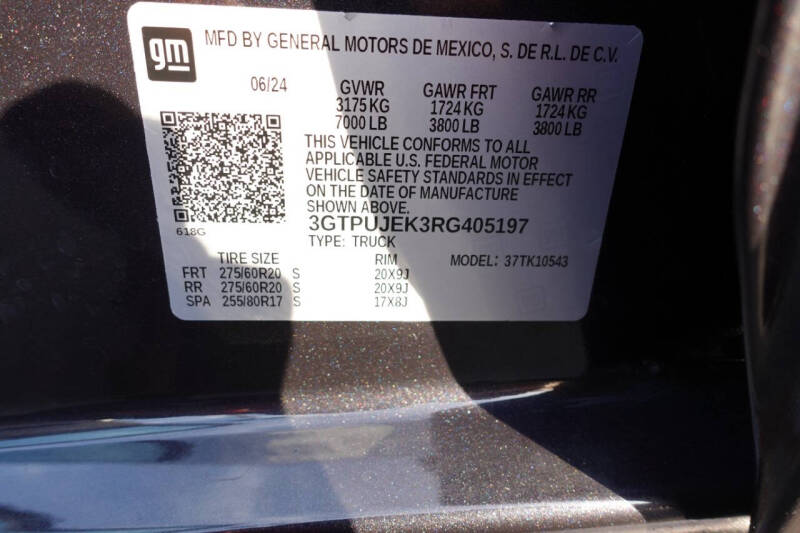 gm
MFD BY GENERAL MOTORS DE MEXICO, S. DE R.L. DE C.V.
06/24 GVWR GAWR FRT GAWR RR
3175 KG 1724 KG 1724 KG
7000 LB 3800 LB 3800 LB
THIS VEHICLE CONFORMS TO ALL
APPLICABLE U.S. FEDERAL MOTOR
VEHICLE SAFETY STANDARDS IN EFFECT
ON THE DATE OF MANUFACTURE
SHOWN ABOVE.
618G
3GTPUJEK3RG405197
TYPE: TRUCK
TIRE SIZE RIM MODEL: 37TK10543
FRT 275/60R20 S 20X9J
RR 275/60R20 S 20X9J
SPA 255/80R17 S 17X8J